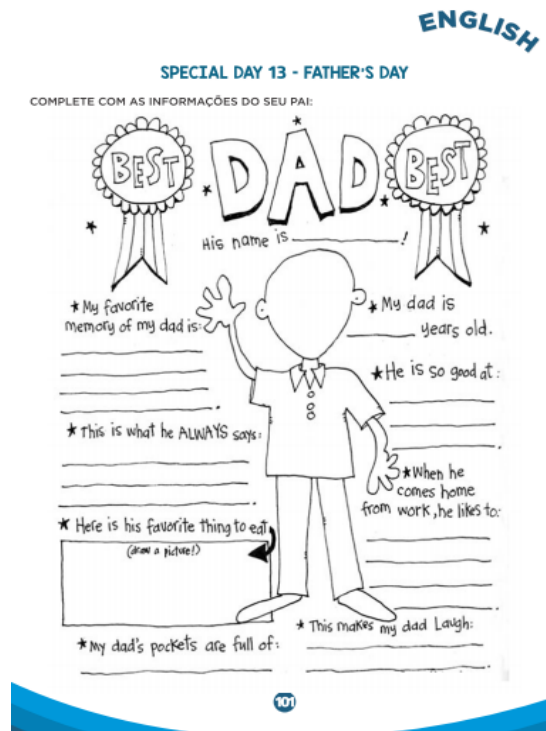 ENGLISH
SPECIAL DAY 13 - FATHER'S DAY
COMPLETE COM AS INFORMAÇÕES DO SEU PAI:
BEST
DAD
BEST
His name is ____________!
★My favorite
memory of my dad is:
★My dad is
________ years old.
★He is so good at:
★This is what he ALWAYS says:
★When he
comes home
from work, he likes to:
★ Here is his favorite thing to eat
(draw a picture!)
★This makes my dad Laugh:
★My dad's pockets are full of:
101